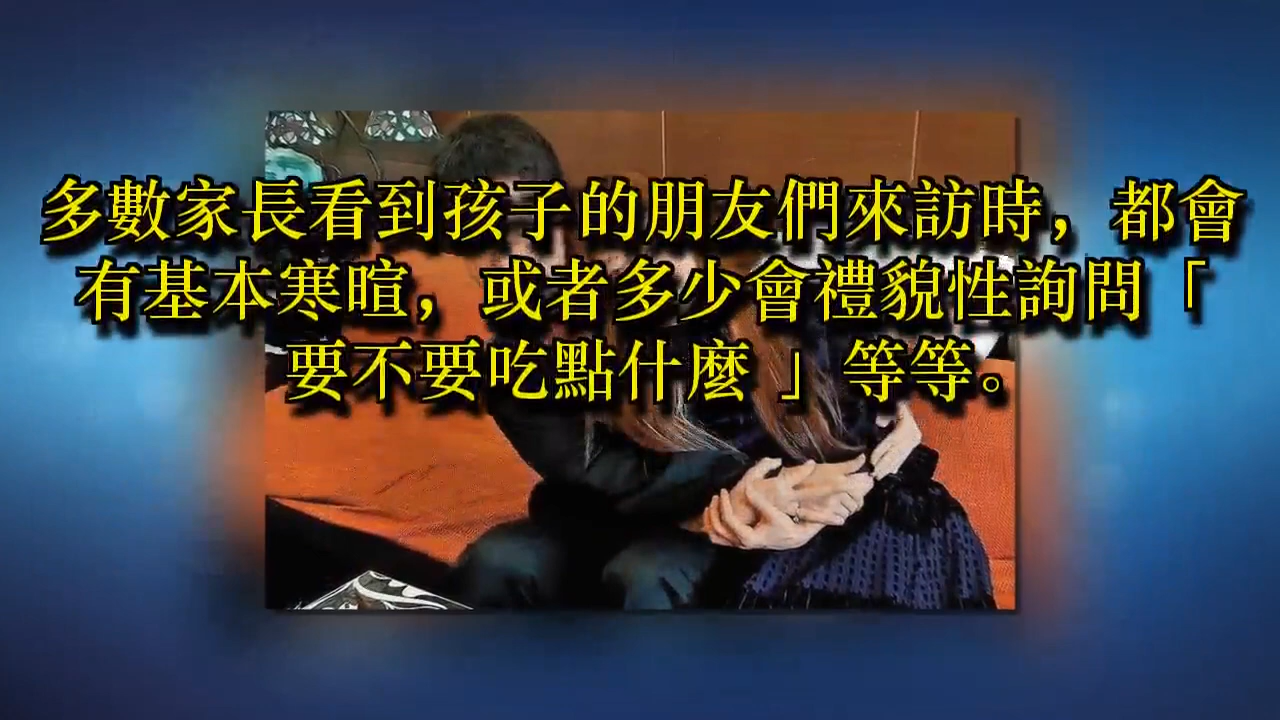 多數家長看到孩子的朋友們來訪時，都會
有基本寒暄，或者多少會禮貌性詢問「
要不要吃點什麼 」等等。